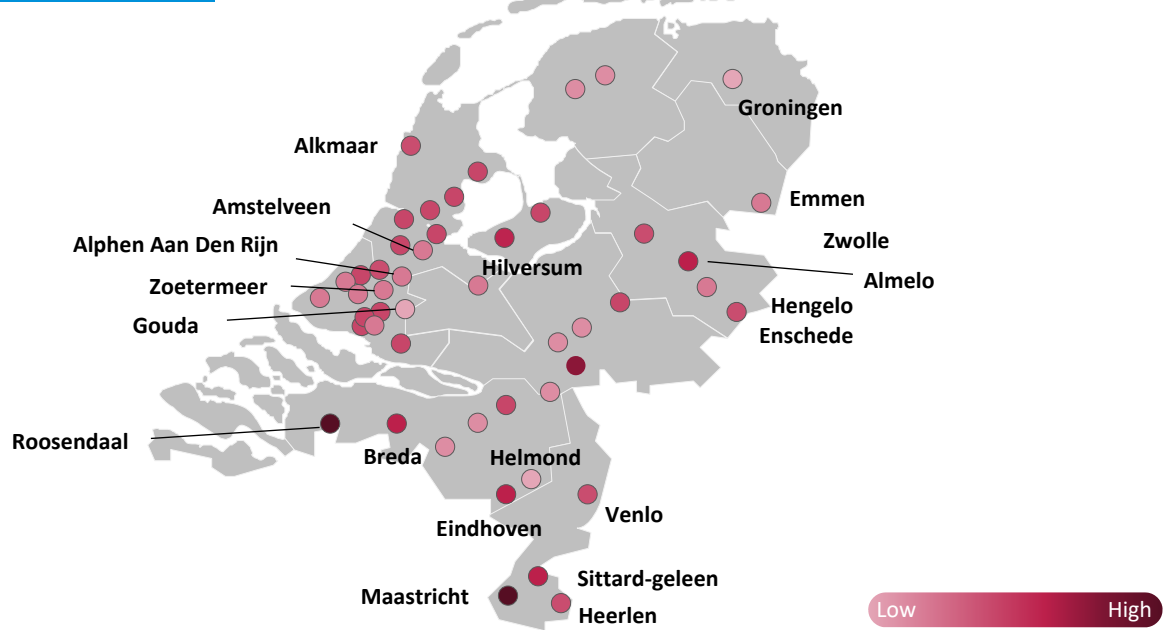 Groningen
Alkmaar
Emmen
Amstelveen
Zwolle
Alphen Aan Den Rijn
Hilversum
Almelo
Zoetermeer
Hengelo
Gouda
Enschede
Roosendaal
Breda
Helmond
Venlo
Eindhoven
Sittard-geleen
Maastricht
Heerlen
Low
High